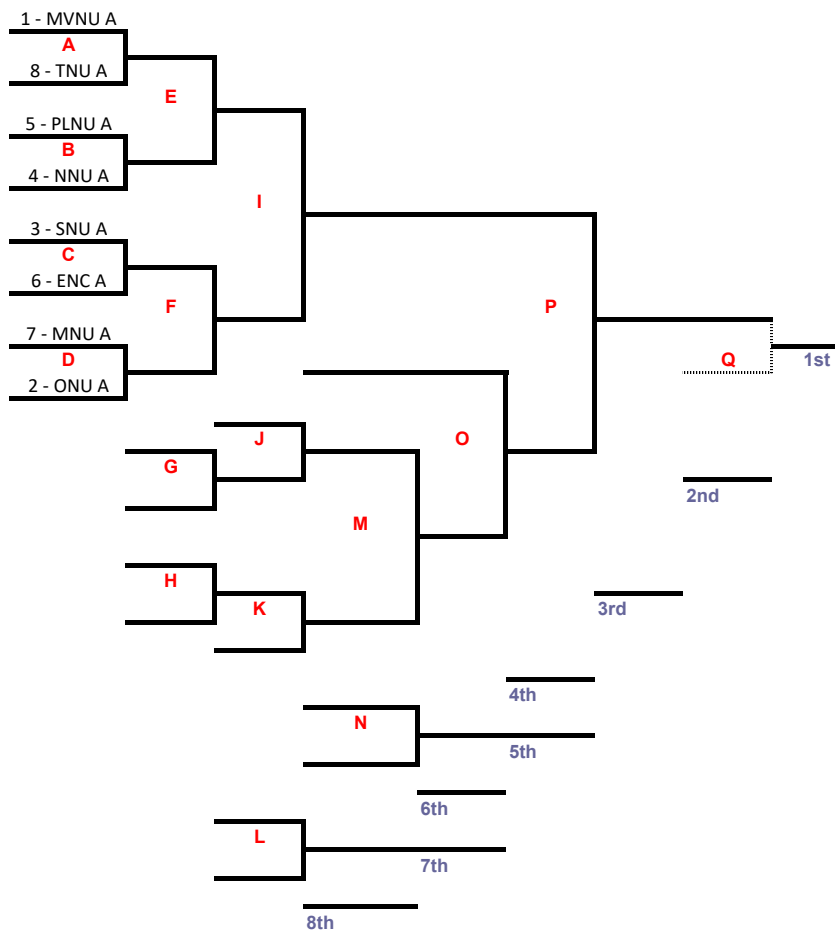 1 - MVNU A
A
8 - TNU A
E
5 - PLNU A
B
4 - NNU A
I
3 - SNU A
C
6 - ENC A
F
P
7 - MNU A
D
Q
1st
2 - ONU A
J
O
G
2nd
M
H
K
3rd
4th
N
5th
6th
L
7th
8th